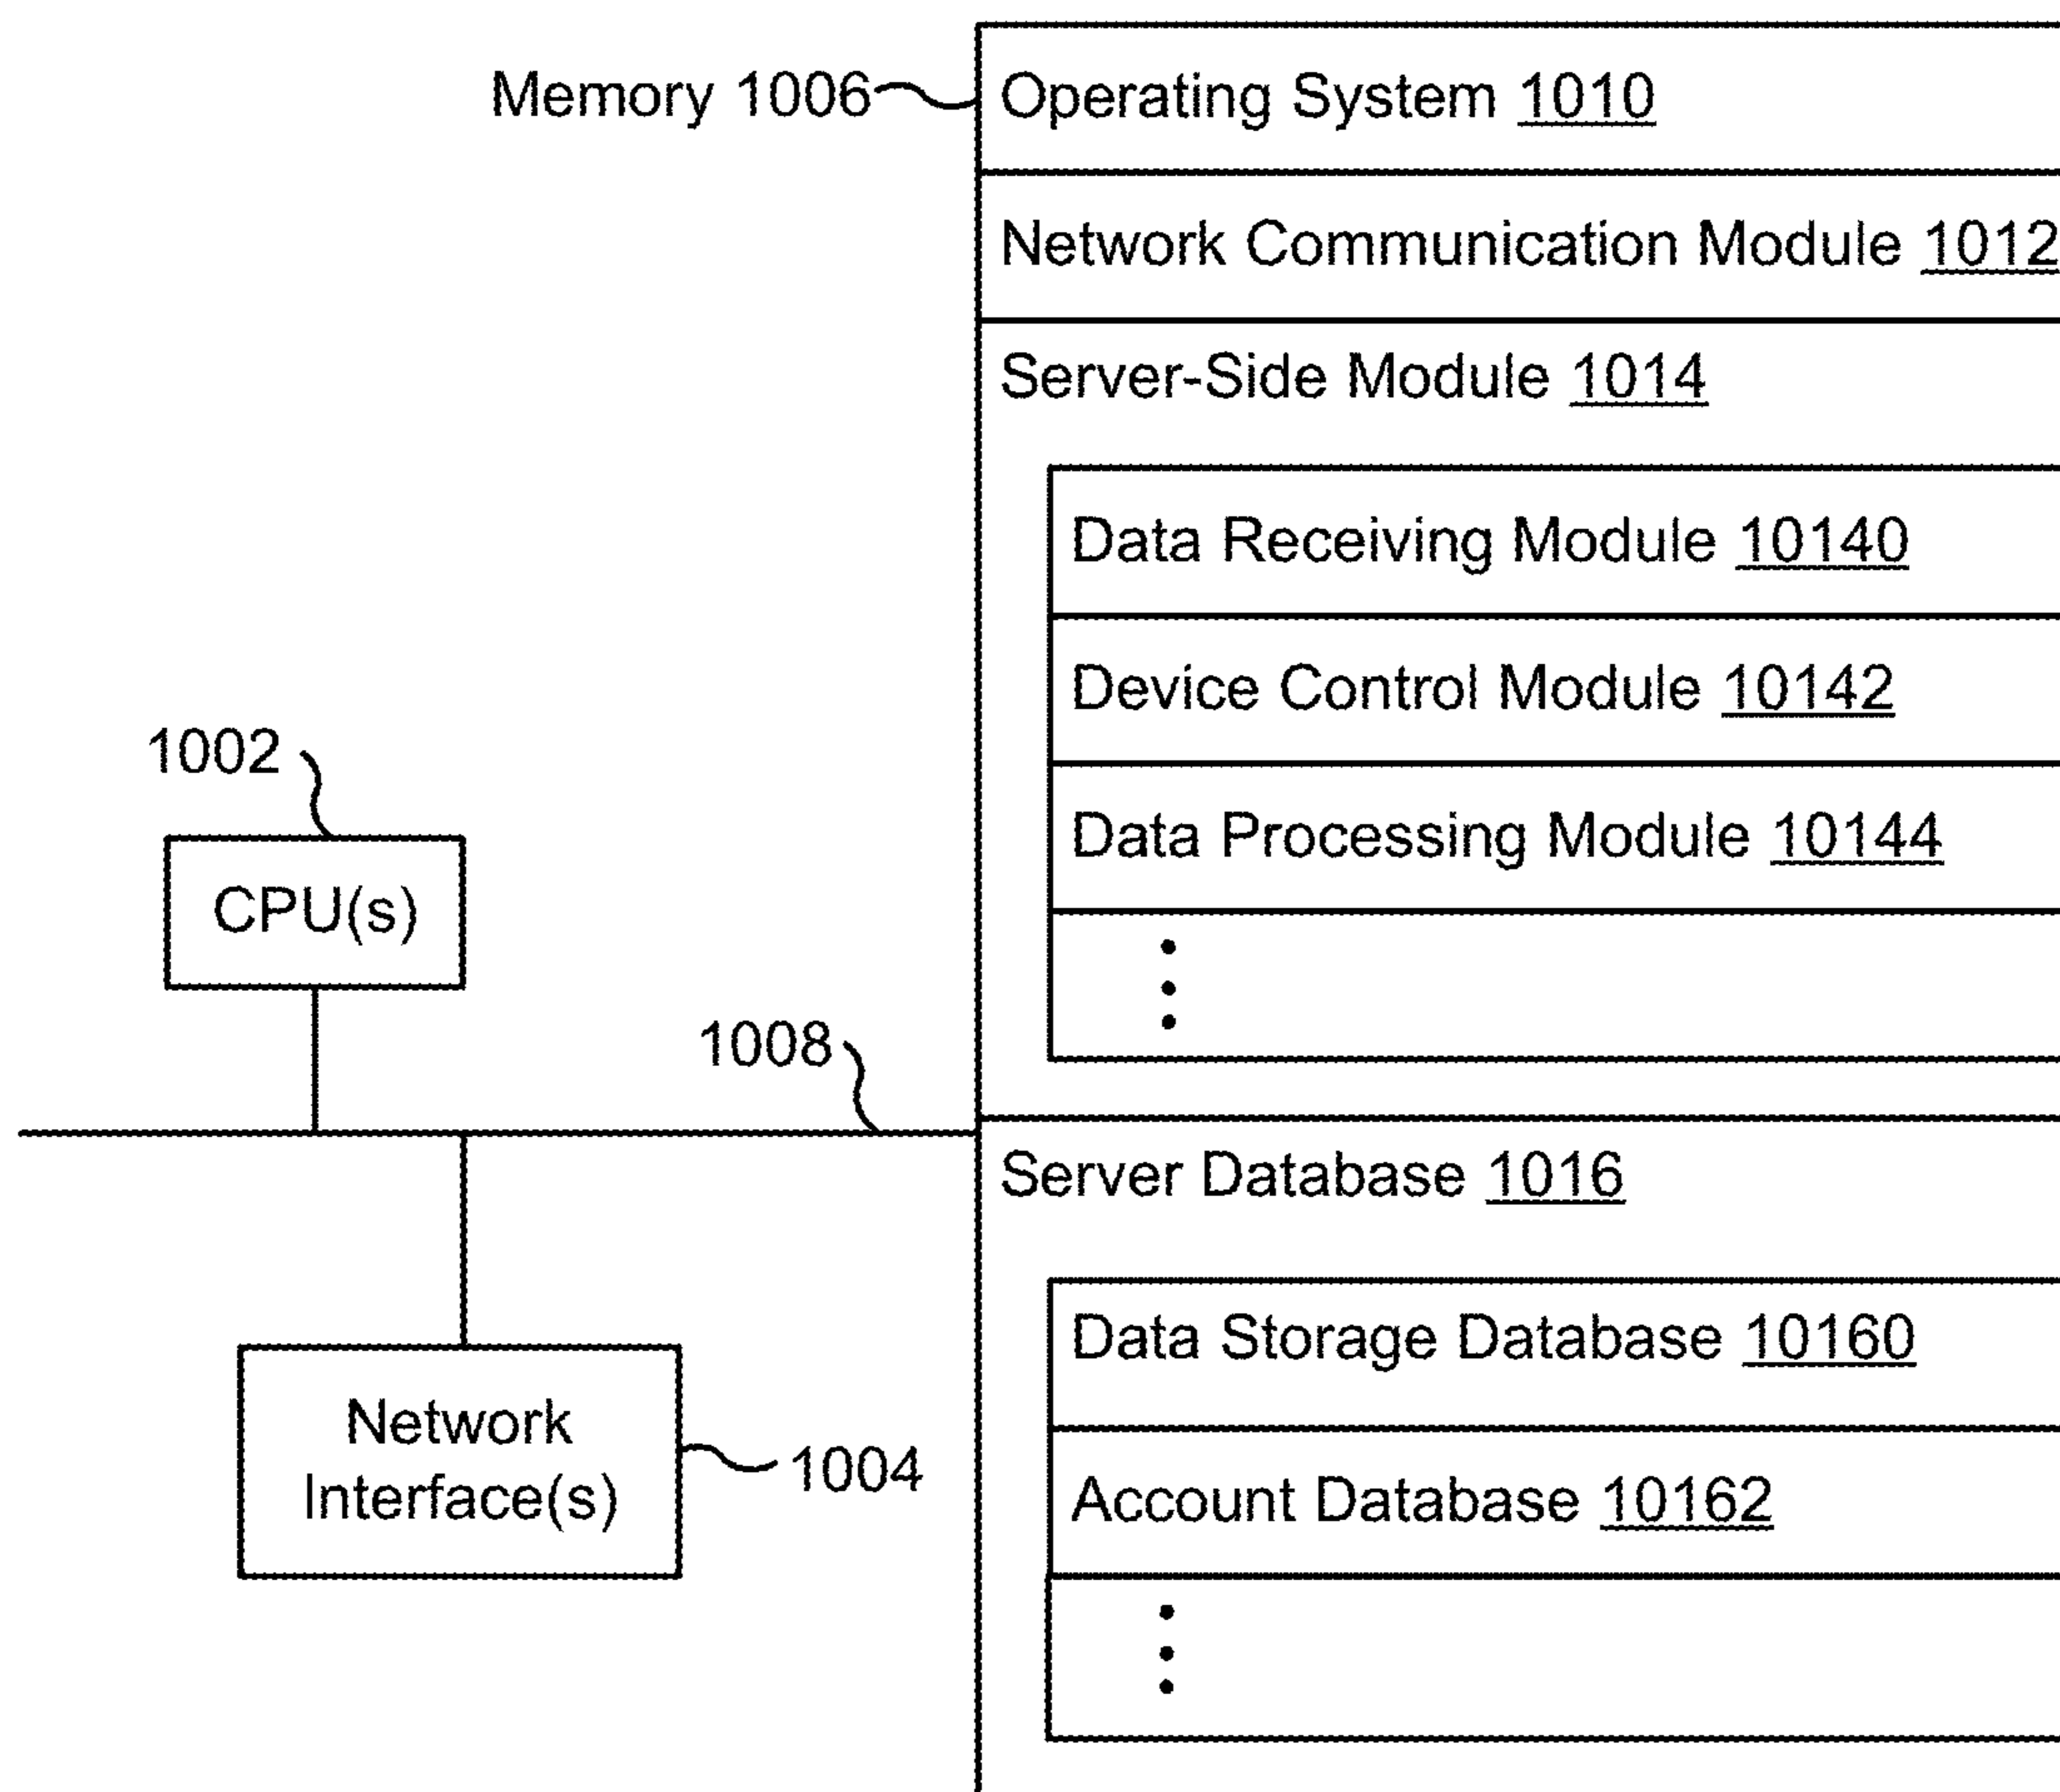 Memory 1006
Operating System 1010
Network Communication Module 1012
Server-Side Module 1014
Data Receiving Module 10140
Device Control Module 10142
Data Processing Module 10144
1002
CPU(s)
1008
Server Database 1016
Data Storage Database 10160
Account Database 10162
Network
Interface(s)
1004